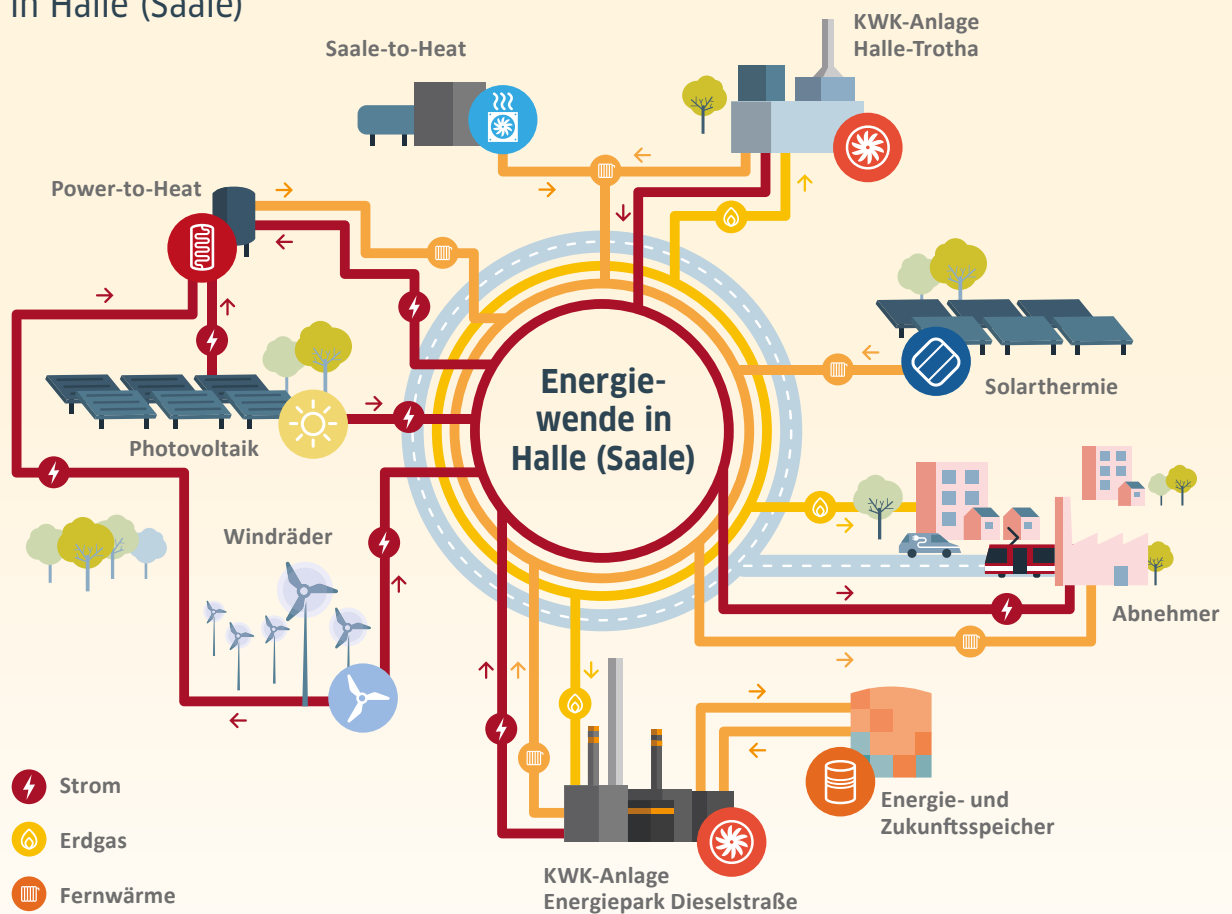 in Halle (Saale)
KWK-Anlage
Halle-Trotha
Saale-to-Heat
Power-to-Heat
Energie-
wende in
Halle (Saale)
Solarthermie
Photovoltaik
Windräder
Abnehmer
Strom
Erdgas
Fernwärme
Energie- und
Zukunftsspeicher
KWK-Anlage
Energiepark Dieselstraße